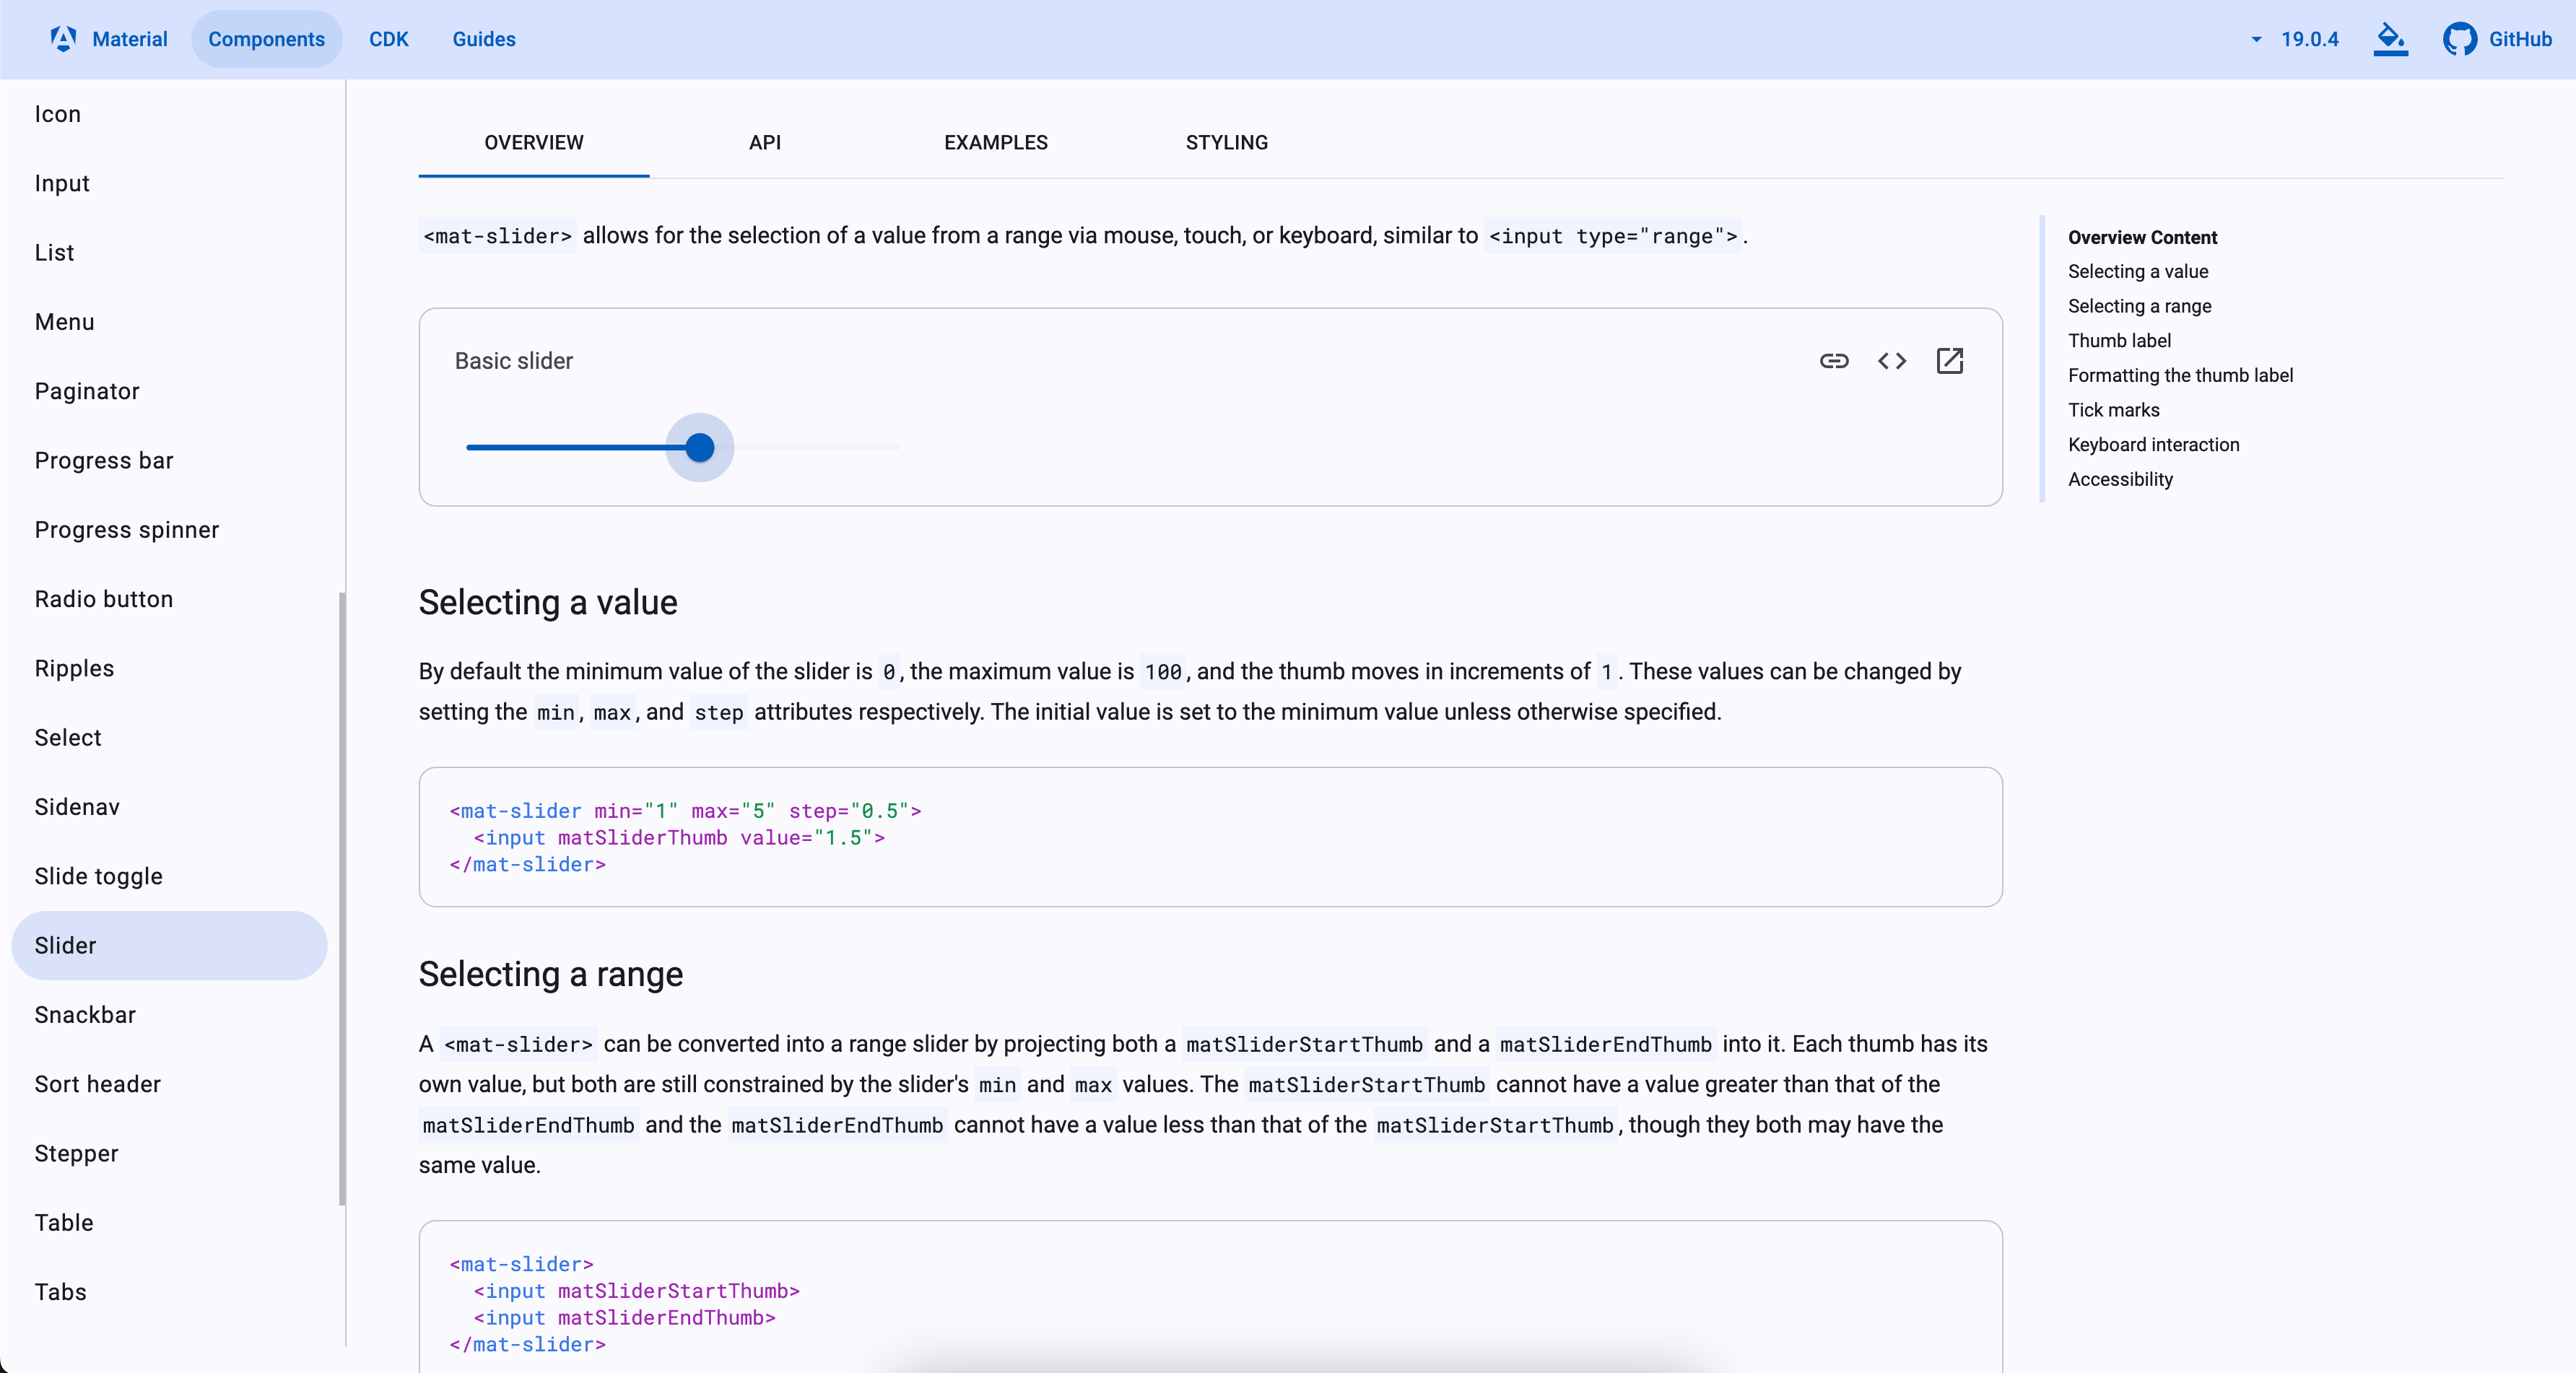 Material
Components
CDK
Guides
19.0.4
GitHub
Icon
Input
List
Menu
Paginator
Progress bar
Progress spinner
Radio button
Ripples
Select
Sidenav
Slide toggle
Slider
Snackbar
Sort header
Stepper
Table
Tabs
OVERVIEW
API
EXAMPLES
STYLING
<mat-slider> allows for the selection of a value from a range via mouse, touch, or keyboard, similar to <input type="range">.
Basic slider
Selecting a value
By default the minimum value of the slider is 0, the maximum value is 100, and the thumb moves in increments of 1. These values can be changed by
setting the min, max, and step attributes respectively. The initial value is set to the minimum value unless otherwise specified.
<mat-slider min="1" max="5" step="0.5">
  <input matSliderThumb value="1.5">
</mat-slider>
Selecting a range
A <mat-slider> can be converted into a range slider by projecting both a matSliderStartThumb and a matSliderEndThumb into it. Each thumb has its
own value, but both are still constrained by the slider's min and max values. The matSliderStartThumb cannot have a value greater than that of the
matSliderEndThumb and the matSliderEndThumb cannot have a value less than that of the matSliderStartThumb, though they both may have the
same value.
<mat-slider>
  <input matSliderStartThumb>
  <input matSliderEndThumb>
</mat-slider>
Overview Content
Selecting a value
Selecting a range
Thumb label
Formatting the thumb label
Tick marks
Keyboard interaction
Accessibility